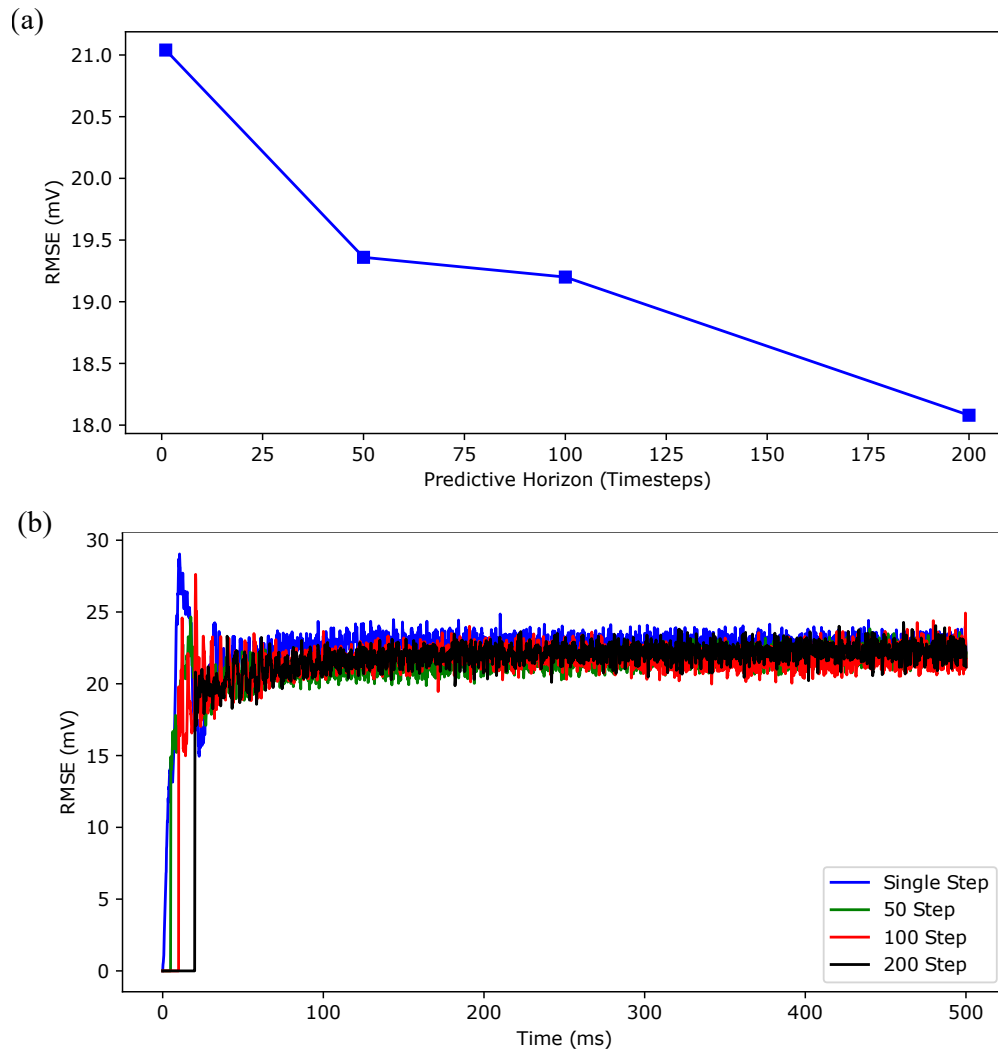 (a)
21.0
20.5
20.0
19.5
19.0
18.5
18.0
RMSE (mV)
0 25 50 75 100 125 150 175 200
Predictive Horizon (Timesteps)
(b)
30
25
20
15
10
5
0
RMSE (mV)
Single Step
50 Step
100 Step
200 Step
0 100 200 300 400 500
Time (ms)